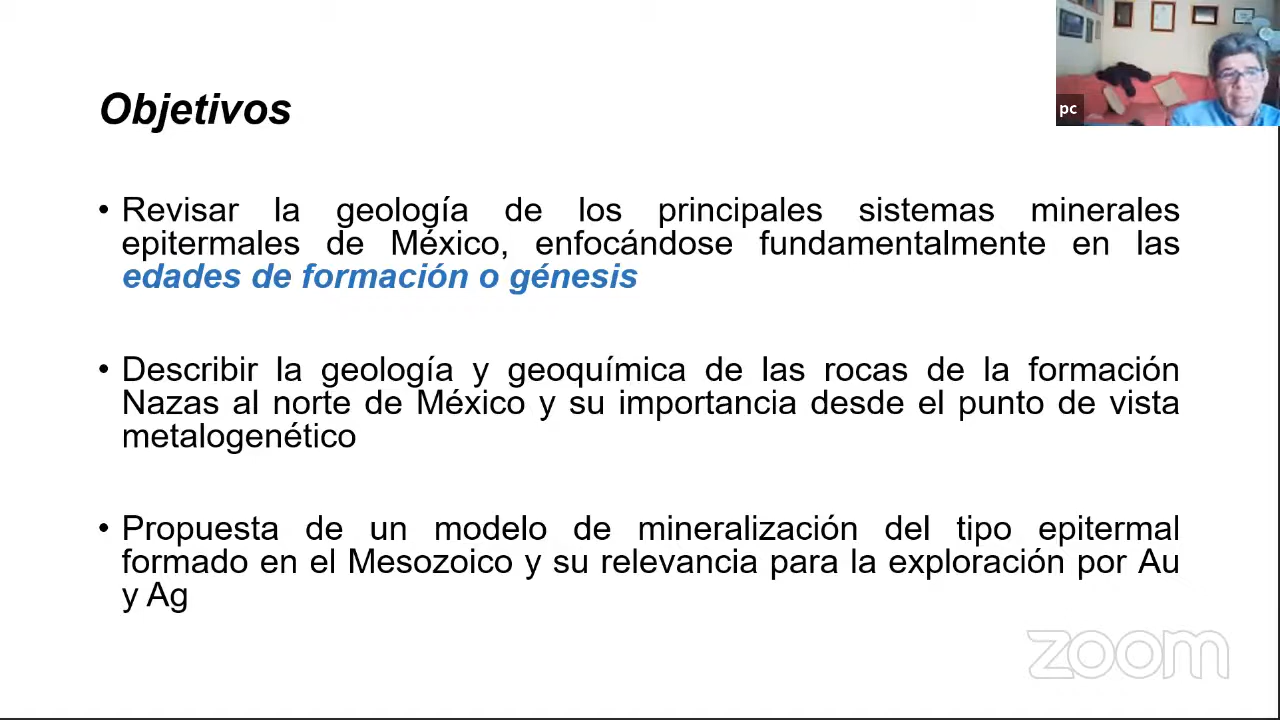 Objetivos
pc
• Revisar la geología de los principales sistemas minerales
epitermales de México, enfocándose fundamentalmente en las
edades de formación o génesis
• Describir la geología y geoquímica de las rocas de la formación
Nazas al norte de México y su importancia desde el punto de vista
metalogenético
• Propuesta de un modelo de mineralización del tipo epitermal
formado en el Mesozoico y su relevancia para la exploración por Au
y Ag
zoom